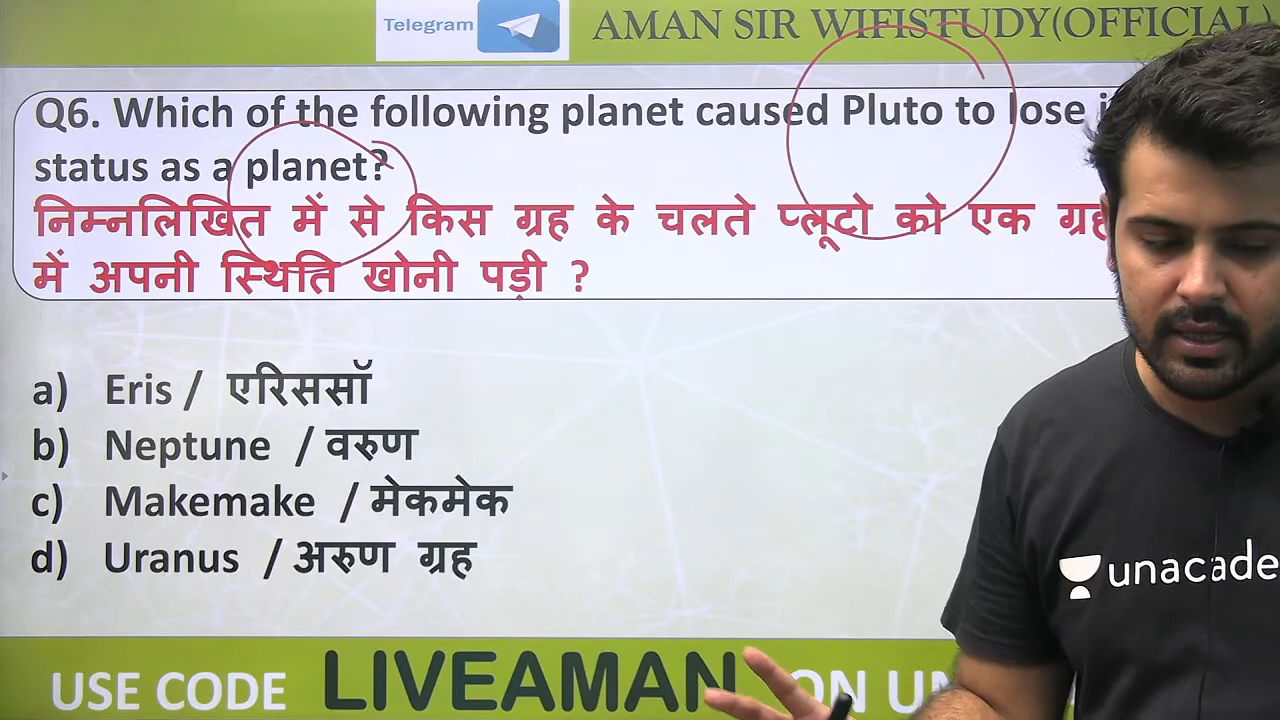 Telegram
AMAN SIR WIFISTUDY(OFFICIAL)
Q6. Which of the following planet caused Pluto to lose
status as a planet?
निम्नलिखित में से किस ग्रह के चलते प्लूटो को एक ग्रह
में अपनी स्थिति खोनी पड़ी ?
a) Eris / एरिससॉ
b) Neptune / वरुण
c) Makemake / मेकमेक
d) Uranus / अरुण ग्रह
unacade
USE CODE LIVEAMAN ON UN